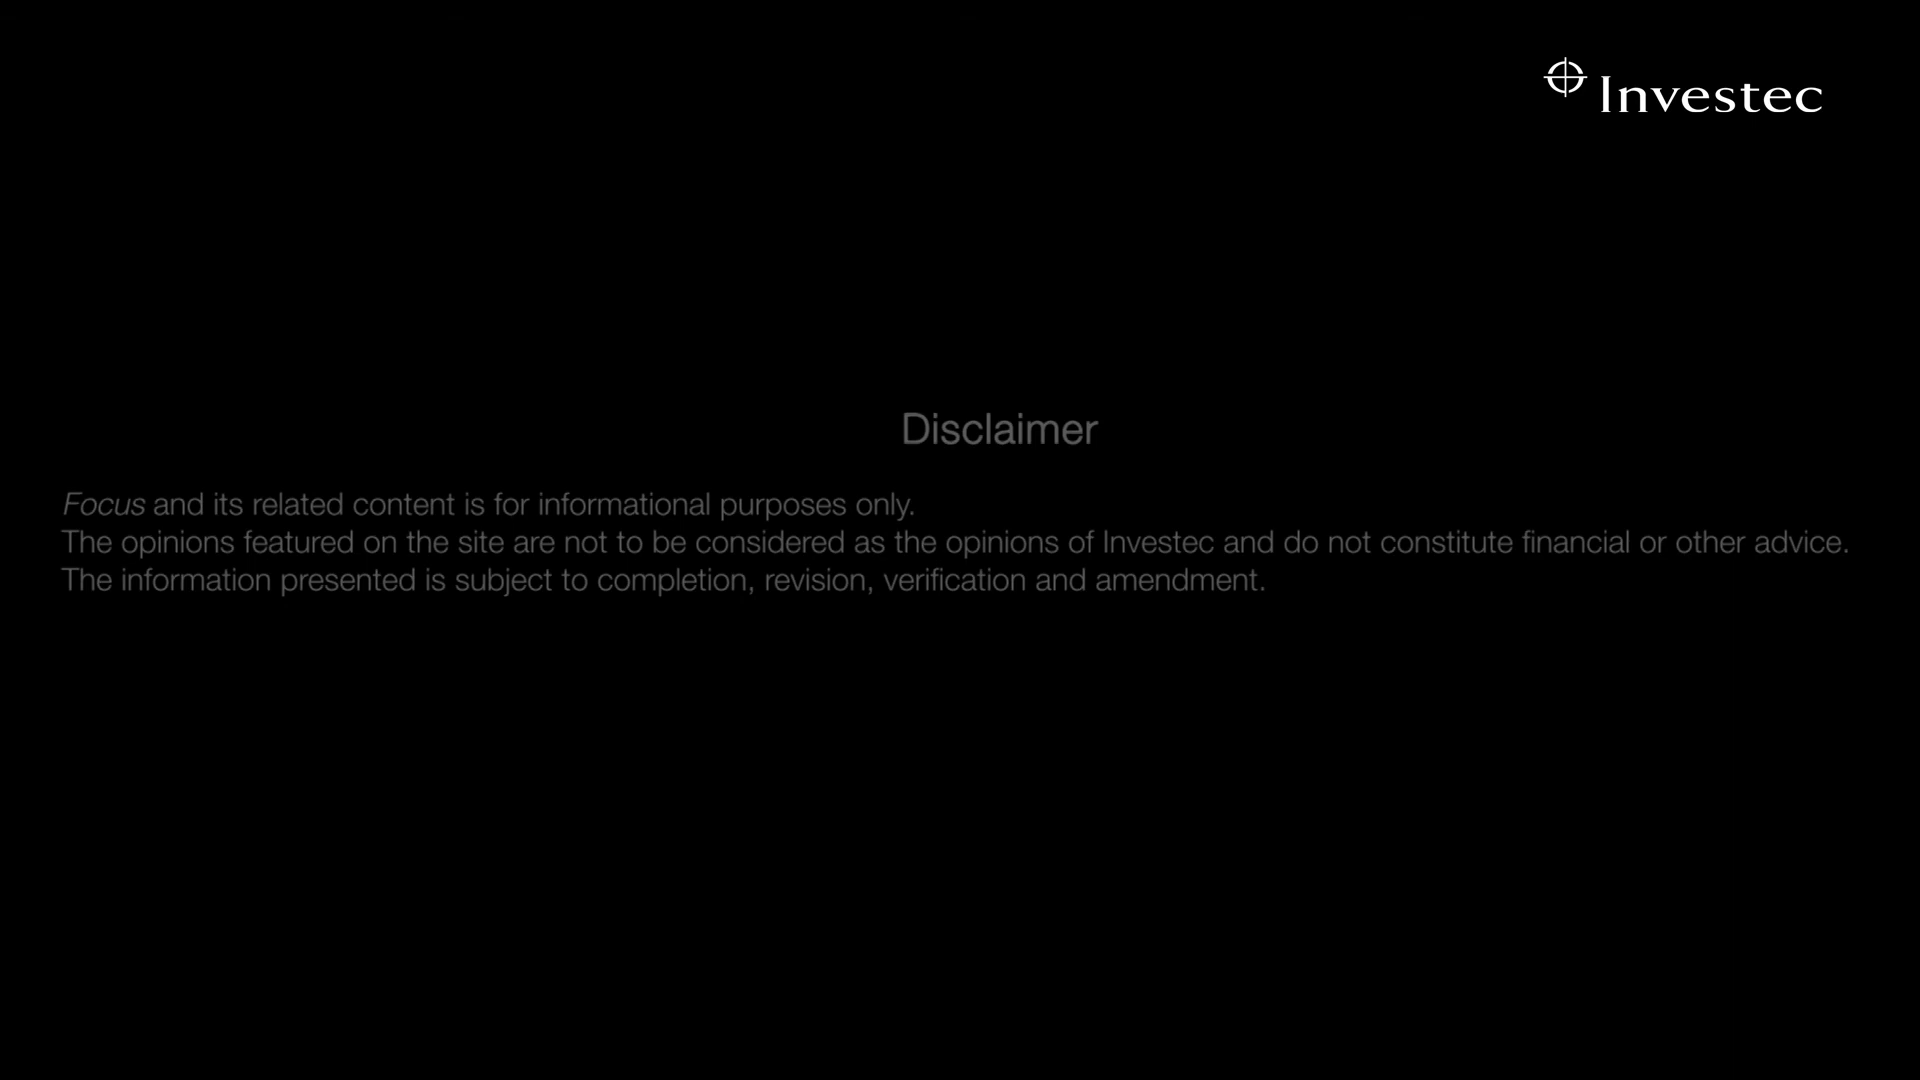 Investec
Disclaimer
Focus and its related content is for informational purposes only.
The opinions featured on the site are not to be considered as the opinions of Investec and do not constitute financial or other advice.
The information presented is subject to completion, revision, verification and amendment.